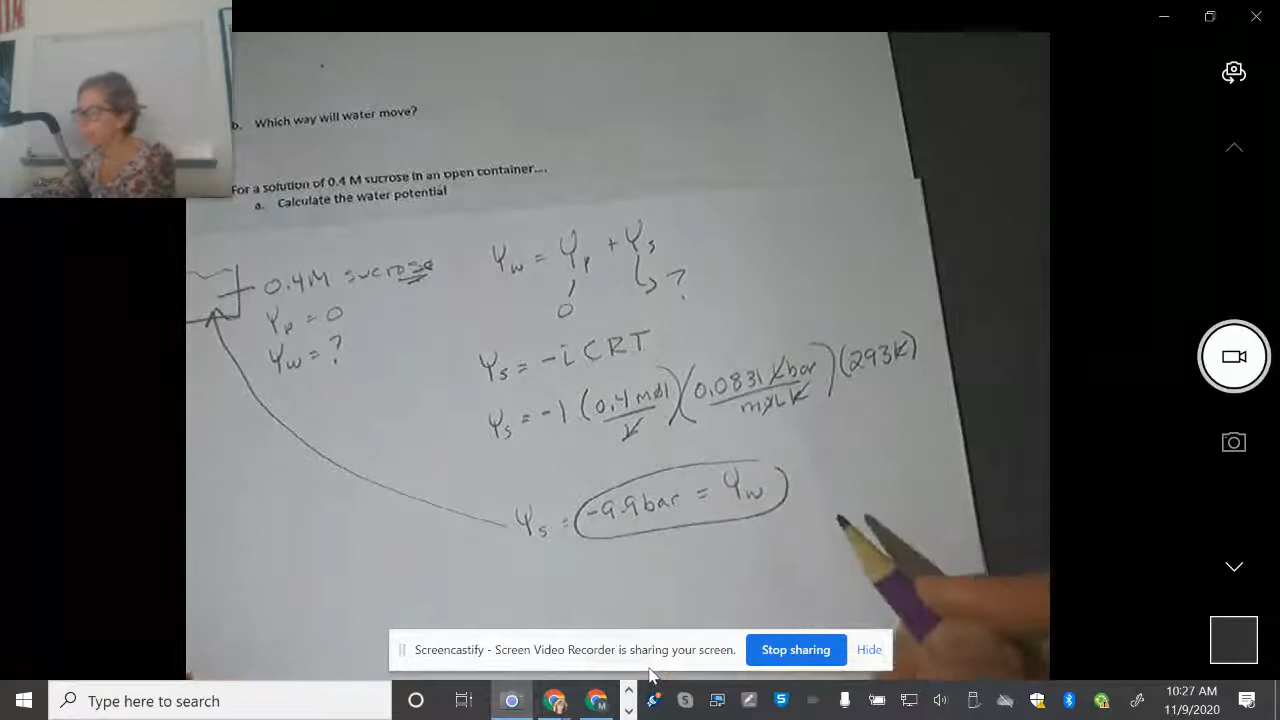 b. Which way will water move?
For a solution of 0.4 M sucrose in an open container....
a. Calculate the water potential
0.4M sucrose
Ψp = 0
Ψw = ?
Ψw = Ψp + Ψs
0
?
Ψs = -iCRT
Ψs = -1 (0.4 mol / L)(0.0831 L bar / mol K)(293K)
Ψs = -9.9 bar = Ψw
Screencastify - Screen Video Recorder is sharing your screen.
Stop sharing
Hide
Type here to search
10:27 AM
11/9/2020